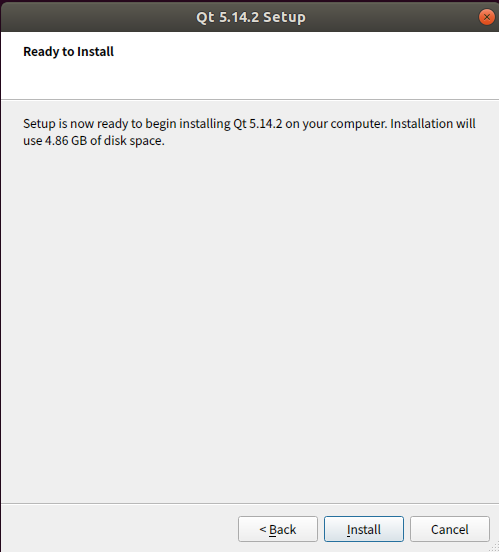 Qt 5.14.2 Setup
Ready to Install
Setup is now ready to begin installing Qt 5.14.2 on your computer. Installation will
use 4.86 GB of disk space.
< Back
Install
Cancel